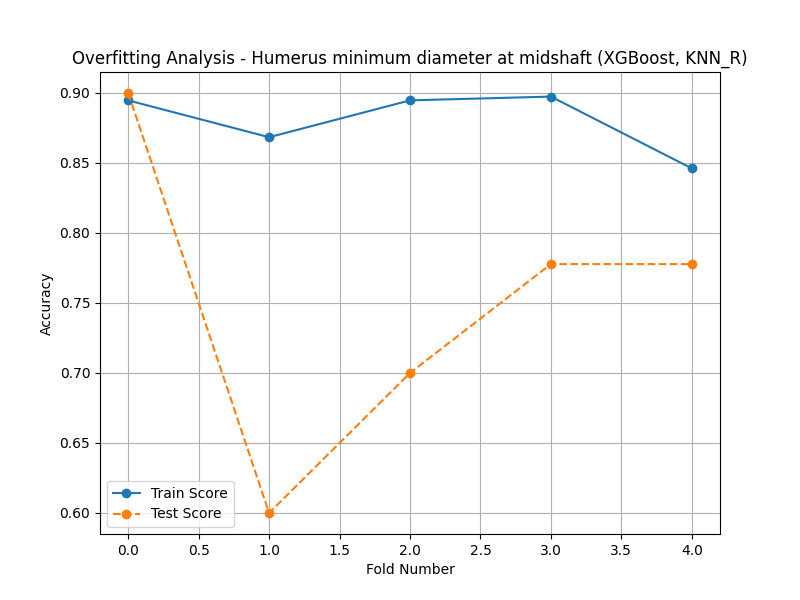 Overfitting Analysis - Humerus minimum diameter at midshaft (XGBoost, KNN_R)
0.90
0.85
0.80
0.75
0.70
0.65
0.60
Accuracy
Train Score
Test Score
0.0 0.5 1.0 1.5 2.0 2.5 3.0 3.5 4.0
Fold Number